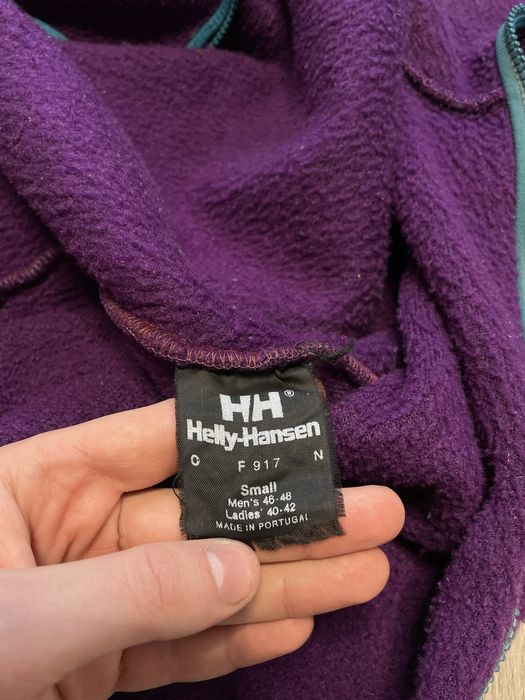 HH®
Helly-Hansen
O F 917 N
Small
Men's 46-48
Ladies' 40-42
MADE IN PORTUGAL